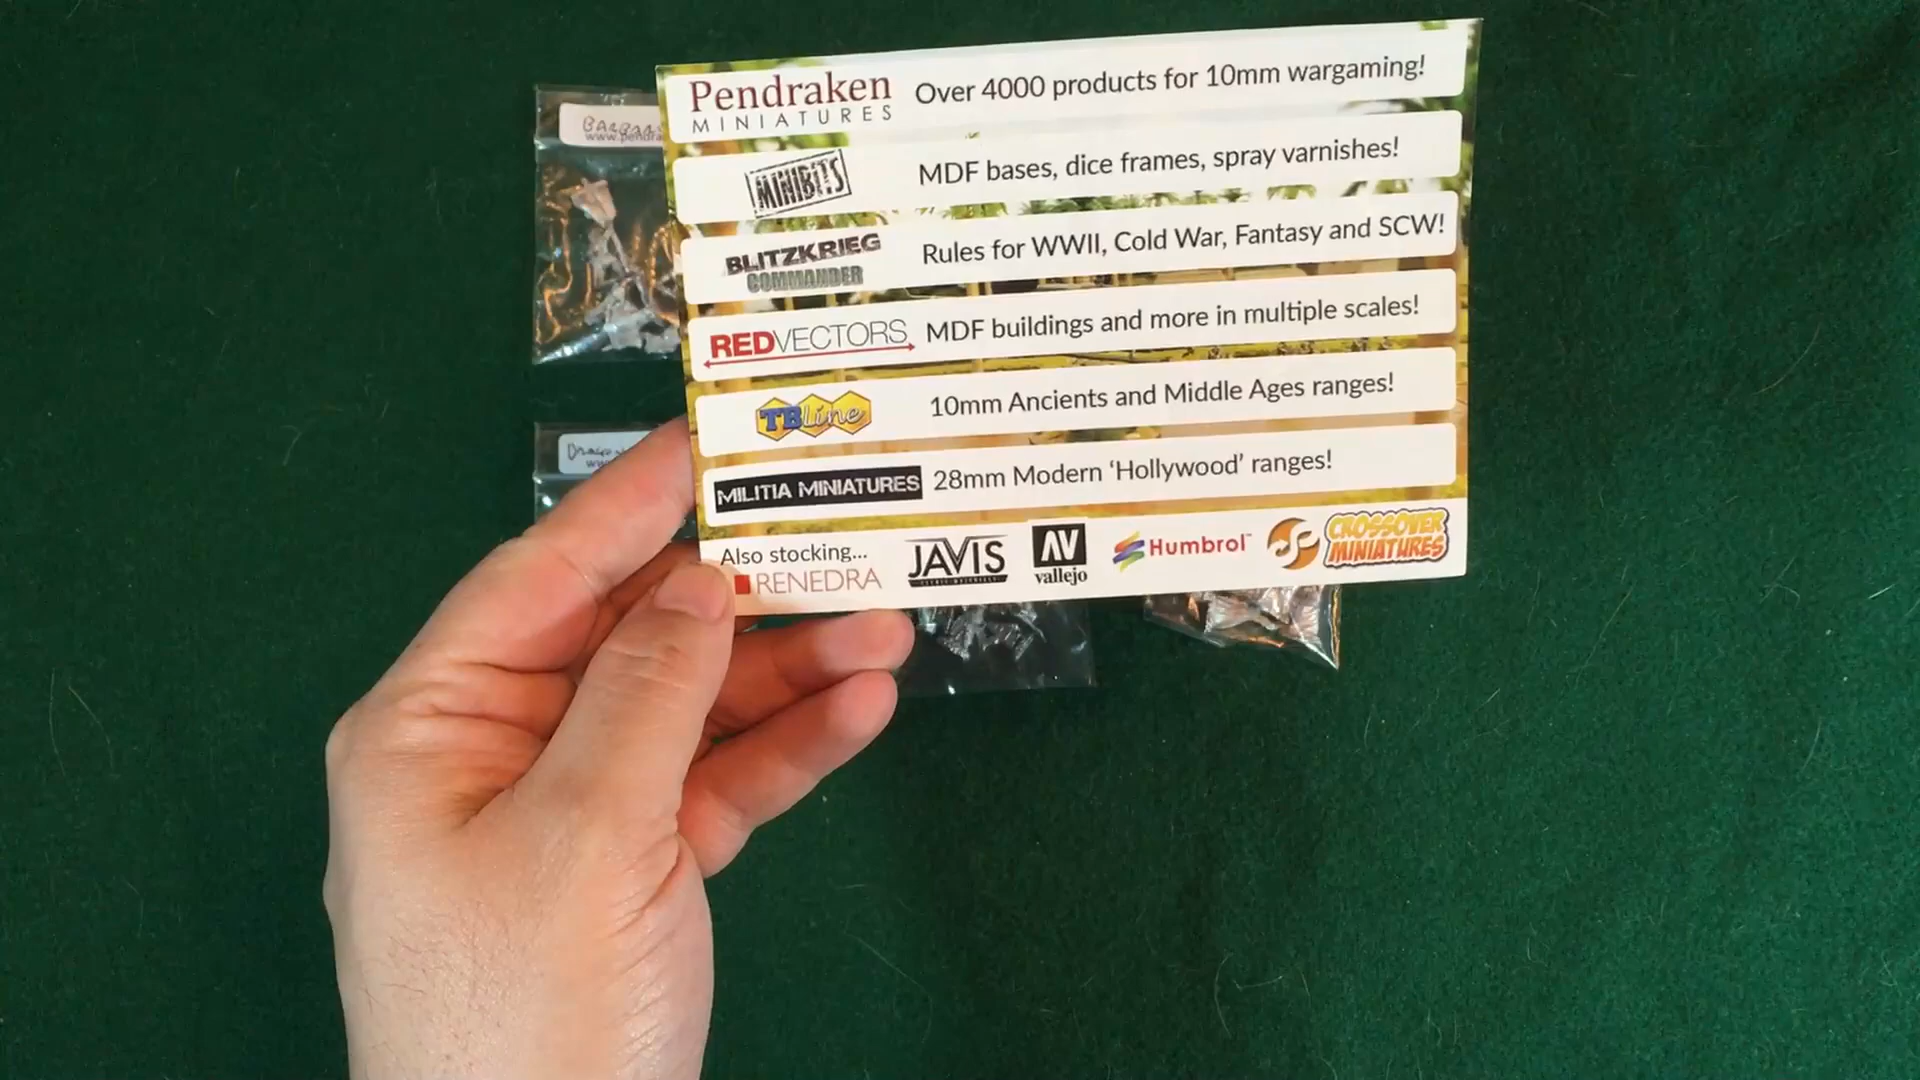 Pendraken
MINIATURES
Over 4000 products for 10mm wargaming!
MINIBITS
MDF bases, dice frames, spray varnishes!
BLITZKRIEG
COMMANDER
Rules for WWII, Cold War, Fantasy and SCW!
REDVECTORS
MDF buildings and more in multiple scales!
TBLine
10mm Ancients and Middle Ages ranges!
MILITIA MINIATURES
28mm Modern ‘Hollywood’ ranges!
Also stocking...
RENEDRA
JAVIS
AV
vallejo
Humbrol
CROSSOVER
MINIATURES